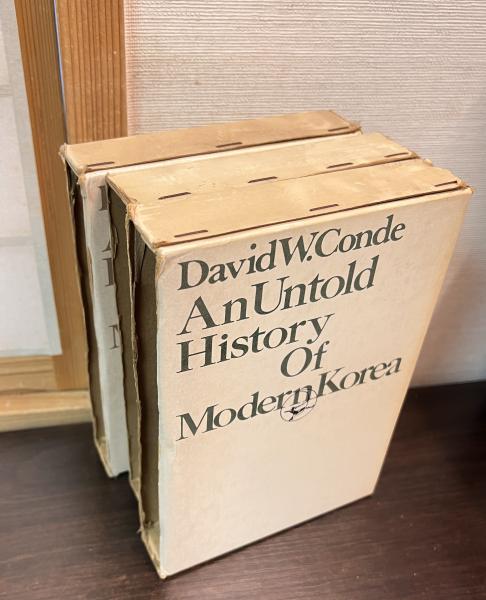 David W. Conde
An Untold
History
Of
Modern Korea